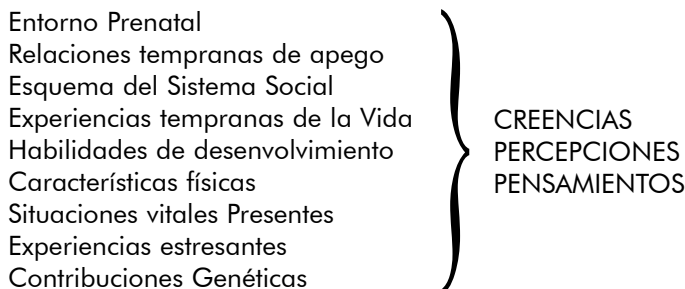 Entorno Prenatal
Relaciones tempranas de apego
Esquema del Sistema Social
Experiencias tempranas de la Vida
Habilidades de desenvolvimiento
Características físicas
Situaciones vitales Presentes
Experiencias estresantes
Contribuciones Genéticas
CREENCIAS
PERCEPCIONES
PENSAMIENTOS